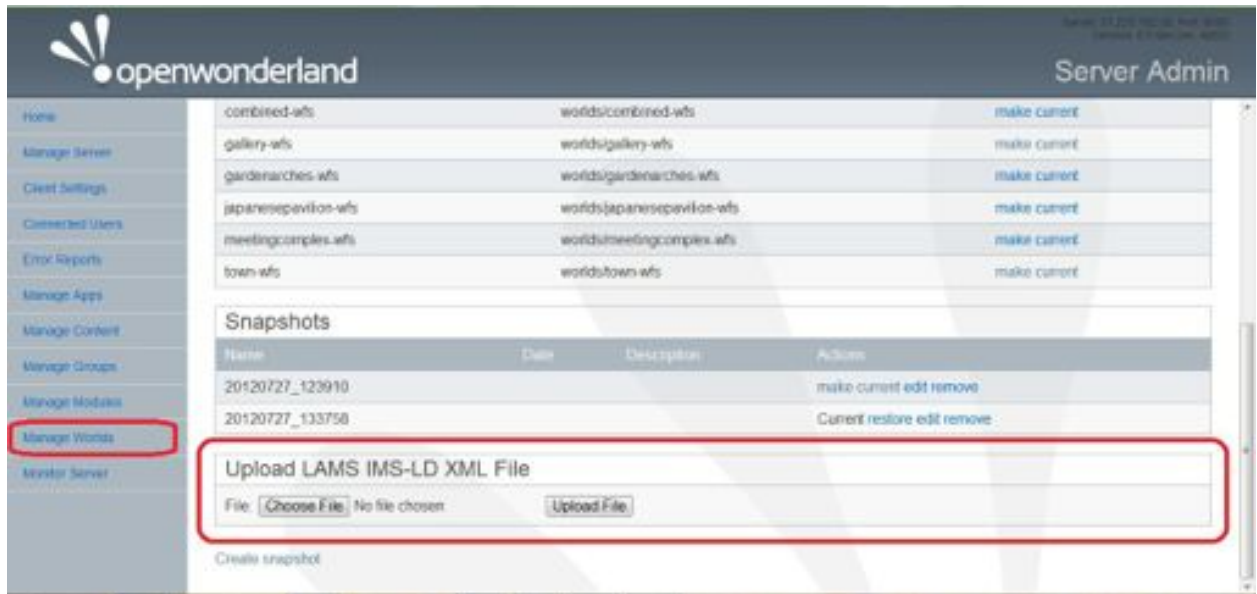 openwonderland
Server Admin
Home
Manage Server
Client Settings
Connected Users
Error Reports
Manage Apps
Manage Content
Manage Groups
Manage Modules
Manage Worlds
Monitor Server
combined-wfs worlds/combined-wfs make current
gallery-wfs worlds/gallery-wfs make current
gardenarches-wfs worlds/gardenarches-wfs make current
japanesepavilion-wfs worlds/japanesepavilion-wfs make current
meetingcomplex-wfs worlds/meetingcomplex-wfs make current
town-wfs worlds/town-wfs make current
Snapshots
Name Date Description Actions
20120727_123910 make current edit remove
20120727_133758 Current restore edit remove
Upload LAMS IMS-LD XML File
File: Choose File No file chosen Upload File
Create snapshot